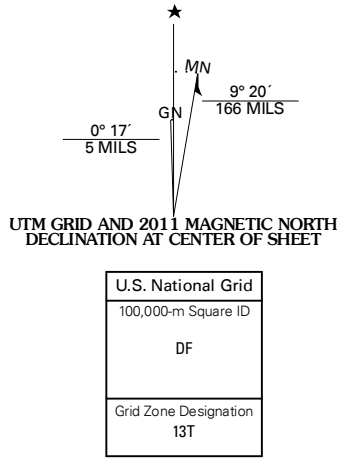 MN
GN
9° 20´
166 MILS
0° 17´
5 MILS
UTM GRID AND 2011 MAGNETIC NORTH
DECLINATION AT CENTER OF SHEET
U.S. National Grid
100,000-m Square ID
DF
Grid Zone Designation
13T